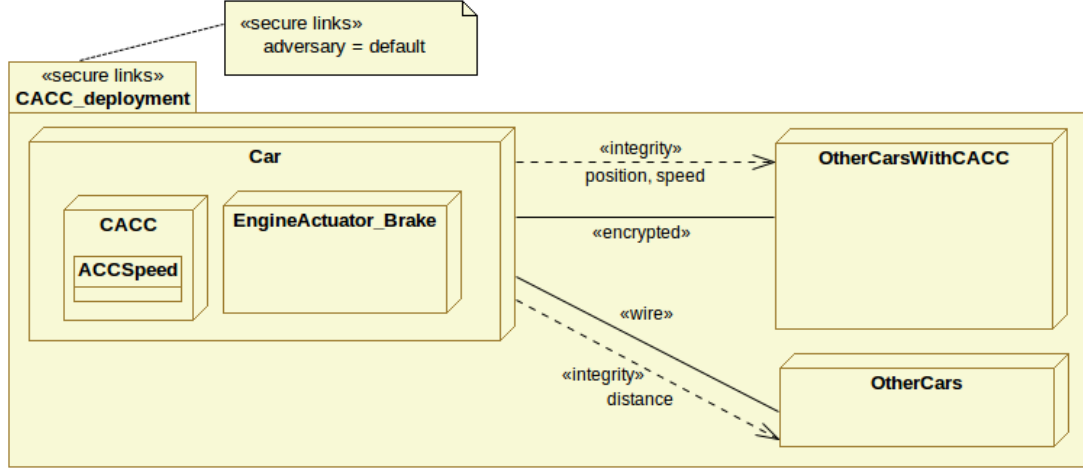 «secure links»
adversary = default
«secure links»
CACC_deployment
Car
CACC
ACCSpeed
EngineActuator_Brake
«integrity»
position, speed
«encrypted»
OtherCarsWithCACC
«wire»
«integrity»
distance
OtherCars